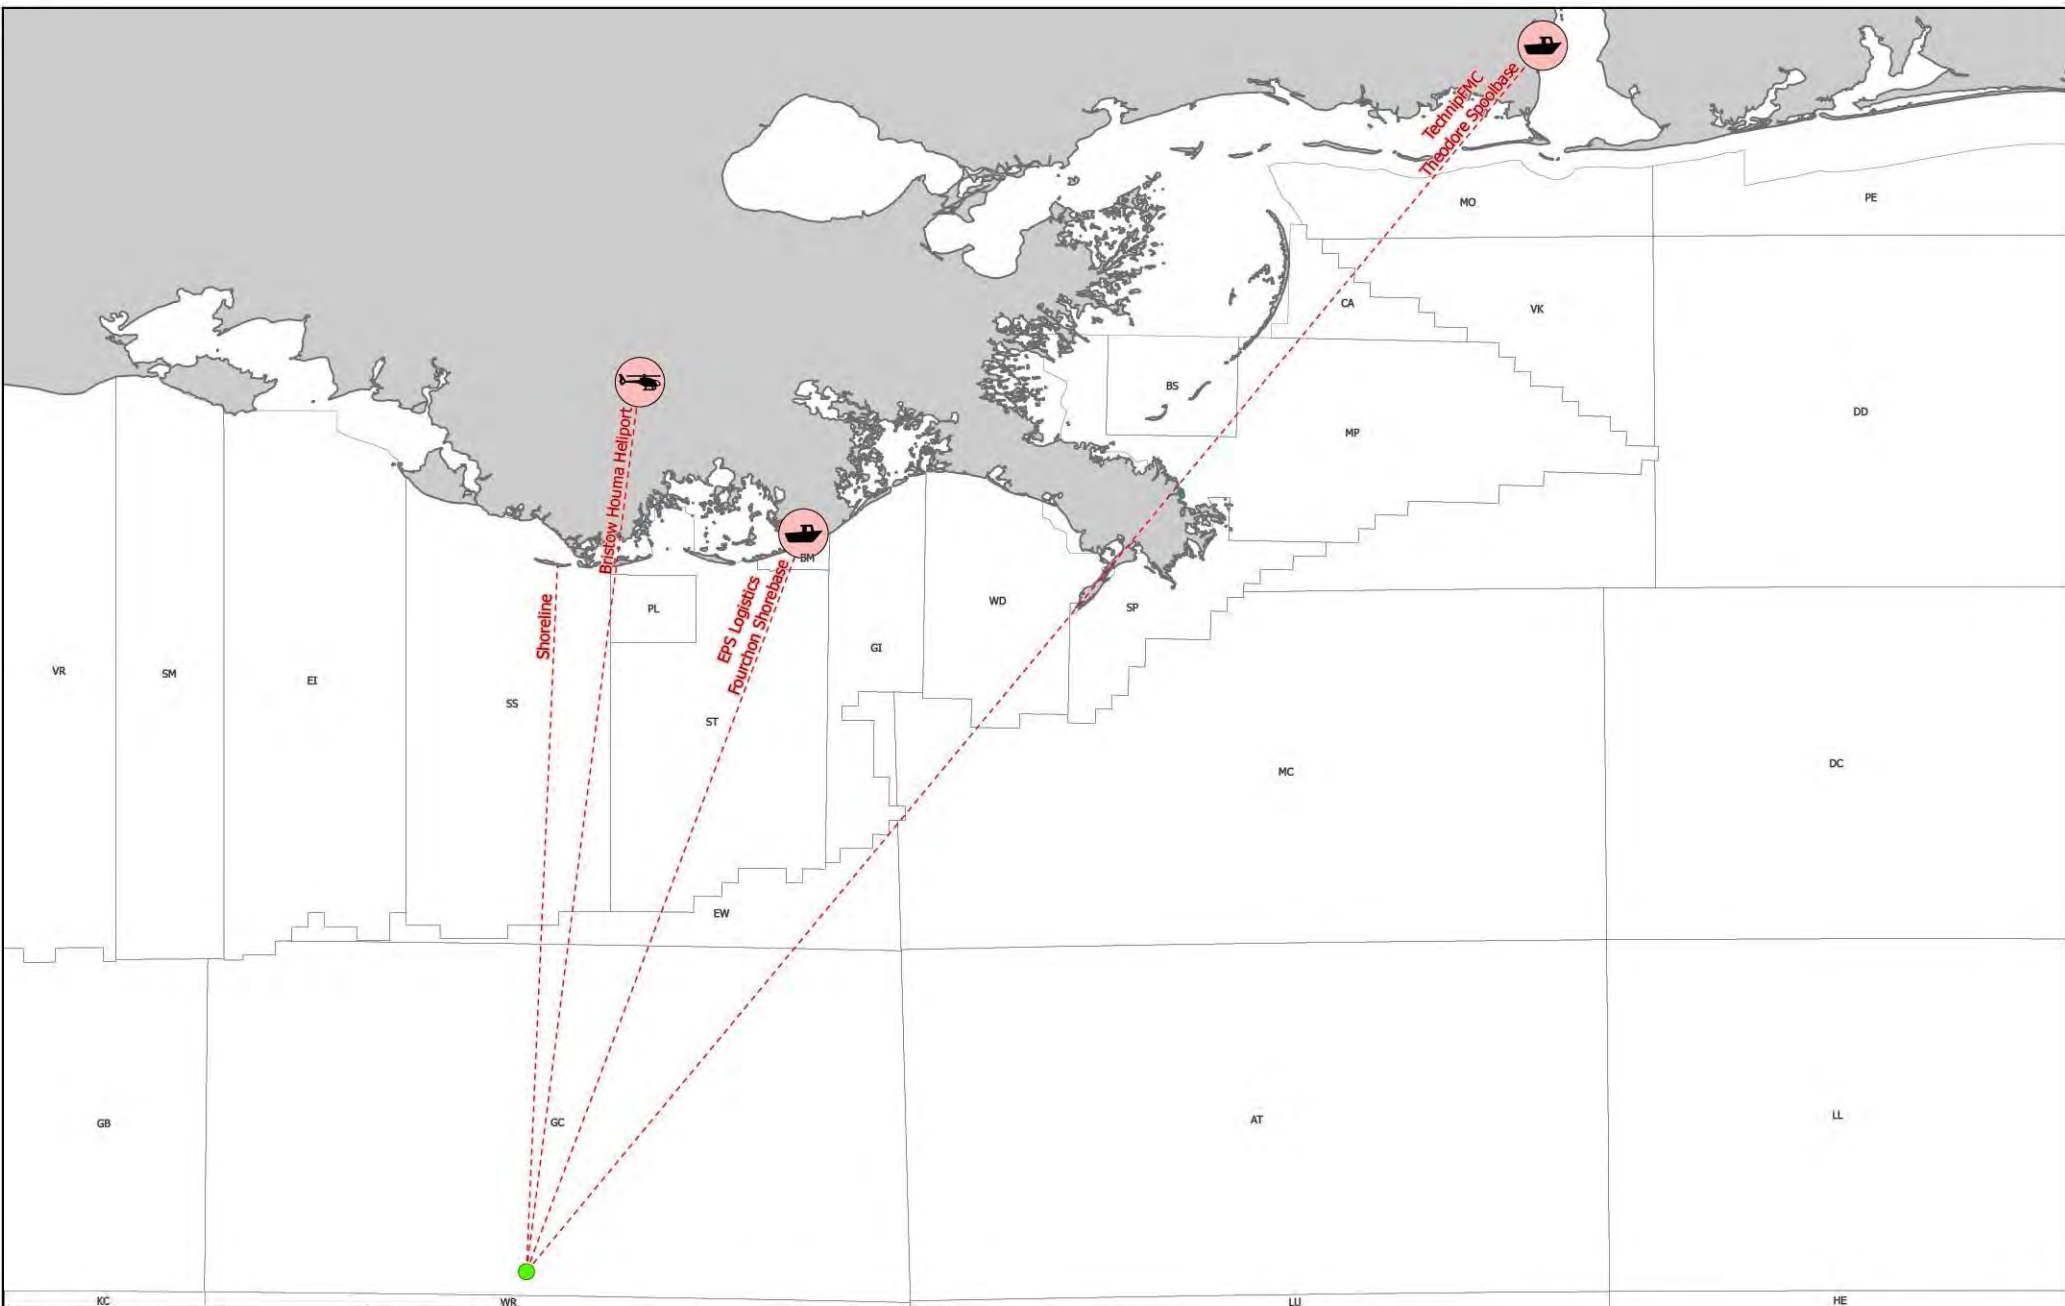 TechnipFMC
Theodore Spoolbase
MO
PE
CA
VK
BS
DD
MP
Bristow Houma Heliport
BM
EPS Logistics
Fourchon Shorebase
Shoreline
PL
WD
SP
GI
VR
SM
EI
SS
ST
MC
DC
EW
GB
GC
AT
LL
KC
WR
LU
HE